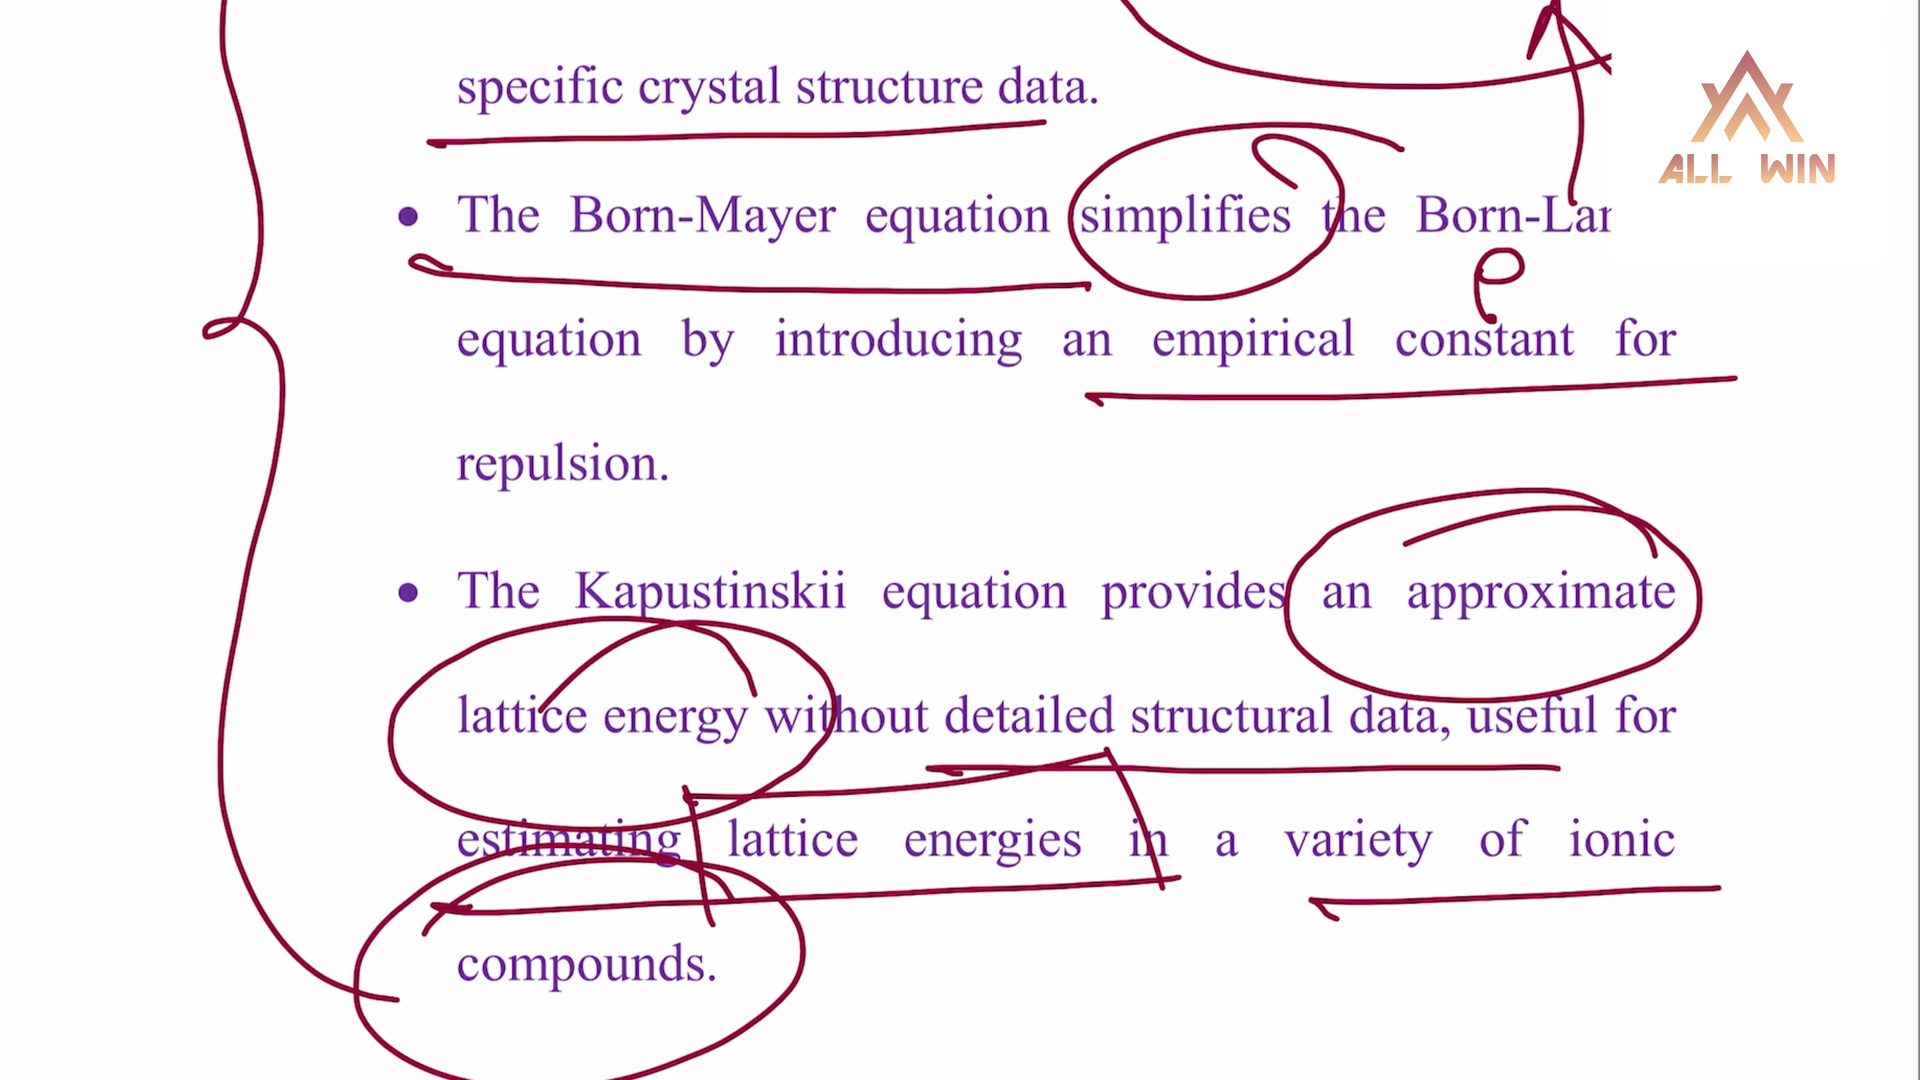 specific crystal structure data.
ALL WIN
• The Born-Mayer equation simplifies the Born-Lar
ρ
equation by introducing an empirical constant for
repulsion.
• The Kapustinskii equation provides an approximate
lattice energy without detailed structural data, useful for
estimating lattice energies in a variety of ionic
compounds.